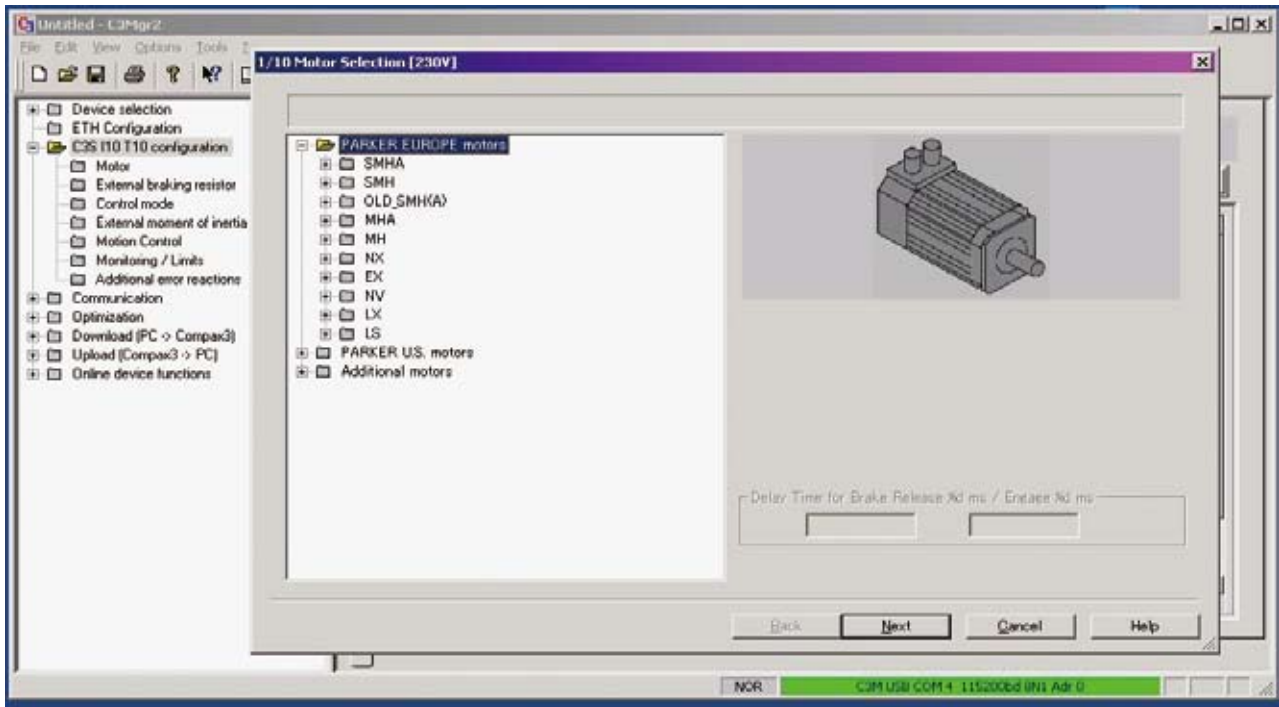 Untitled - C3Mgr2
File Edit View Options Tools
1/10 Motor Selection [230V]
Device selection
ETH Configuration
C3S I10 T10 configuration
Motor
External braking resistor
Control mode
External moment of inertia
Motion Control
Monitoring / Limits
Additional error reactions
Communication
Optimization
Download (PC -> Compax3)
Upload (Compax3 -> PC)
Online device functions
PARKER EUROPE motors
SMHA
SMH
OLD_SMH(A)
MHA
MH
NX
EX
NV
LX
LS
PARKER U.S. motors
Additional motors
Delay Time for Brake Release %d ms / Engage %d ms
Back Next Cancel Help
NOR C3M USB COM 4 115200bd 8N1 Adr 0